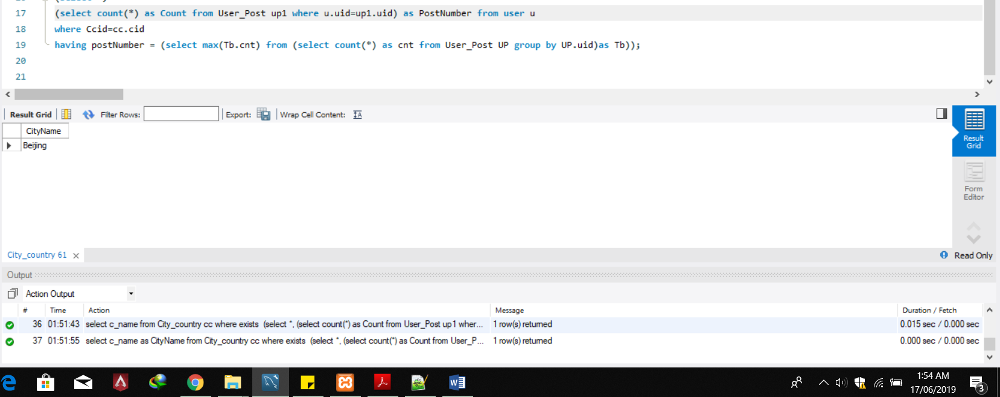 17 (select count(*) as Count from User_Post up1 where u.uid=up1.uid) as PostNumber from user u
18 where Ccid=cc.cid
19 having postNumber = (select max(Tb.cnt) from (select count(*) as cnt from User_Post UP group by UP.uid)as Tb));
20
21
Result Grid Filter Rows: Export: Wrap Cell Content:
CityName
Beijing
Result Grid
Form Editor
City_country 61
Read Only
Output
Action Output
# Time Action Message Duration / Fetch
36 01:51:43 select c_name from City_country cc where exists (select *, (select count(*) as Count from User_Post up1 wher... 1 row(s) returned 0.015 sec / 0.000 sec
37 01:51:55 select c_name as CityName from City_country cc where exists (select *, (select count(*) as Count from User_P... 1 row(s) returned 0.000 sec / 0.000 sec
1:54 AM
17/06/2019
3